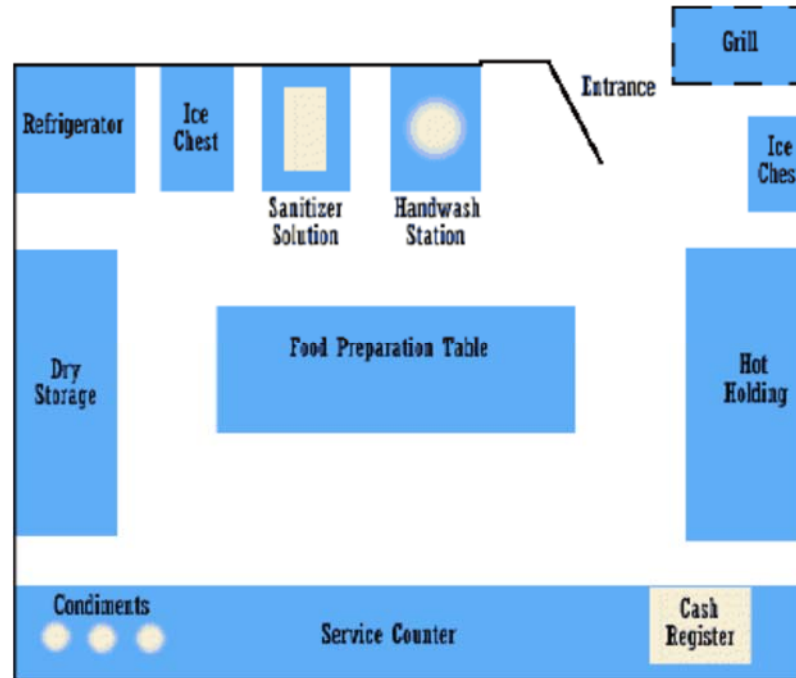 Grill
Entrance
Refrigerator
Ice
Chest
Ice
Ches
Sanitizer
Solution
Handwash
Station
Food Preparation Table
Dry
Storage
Hot
Holding
Condiments
Service Counter
Cash
Register